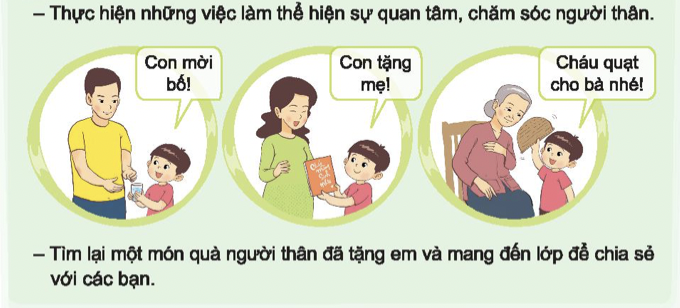 – Thực hiện những việc làm thể hiện sự quan tâm, chăm sóc người thân.
Con mời
bố!
Con tặng
mẹ!
Cháu quạt
cho bà nhé!
– Tìm lại một món quà người thân đã tặng em và mang đến lớp để chia sẻ
với các bạn.